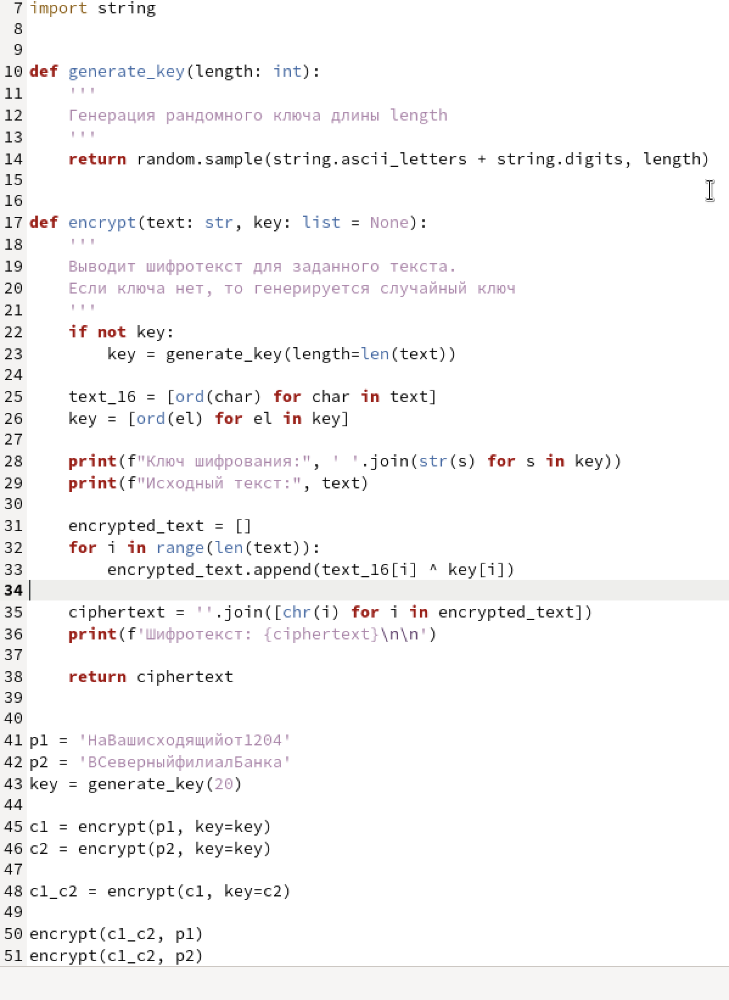 7 import string
8
9
10 def generate_key(length: int):
11     '''
12     Генерация рандомного ключа длины length
13     '''
14     return random.sample(string.ascii_letters + string.digits, length)
15
16
17 def encrypt(text: str, key: list = None):
18     '''
19     Выводит шифротекст для заданного текста.
20     Если ключа нет, то генерируется случайный ключ
21     '''
22     if not key:
23         key = generate_key(length=len(text))
24
25     text_16 = [ord(char) for char in text]
26     key = [ord(el) for el in key]
27
28     print(f"Ключ шифрования:", ' '.join(str(s) for s in key))
29     print(f"Исходный текст:", text)
30
31     encrypted_text = []
32     for i in range(len(text)):
33         encrypted_text.append(text_16[i] ^ key[i])
34
35     ciphertext = ''.join([chr(i) for i in encrypted_text])
36     print(f'Шифротекст: {ciphertext}\n\n')
37
38     return ciphertext
39
40
41 p1 = 'НаВашисходящийот1204'
42 p2 = 'ВСеверныйфилиалБанка'
43 key = generate_key(20)
44
45 c1 = encrypt(p1, key=key)
46 c2 = encrypt(p2, key=key)
47
48 c1_c2 = encrypt(c1, key=c2)
49
50 encrypt(c1_c2, p1)
51 encrypt(c1_c2, p2)